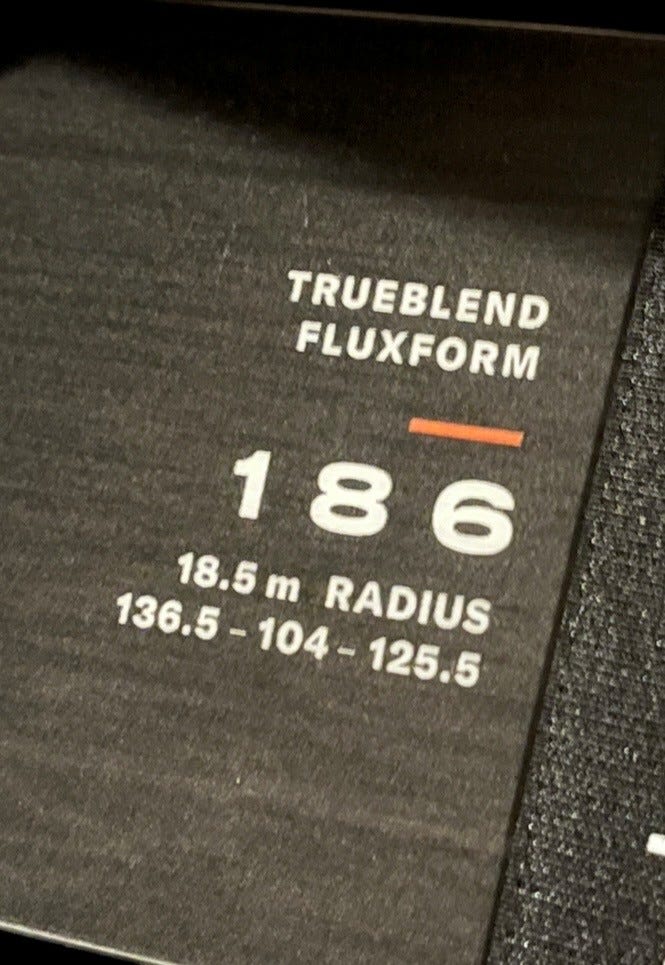 TRUEBLEND
FLUXFORM
186
18.5 m RADIUS
136.5 - 104 - 125.5